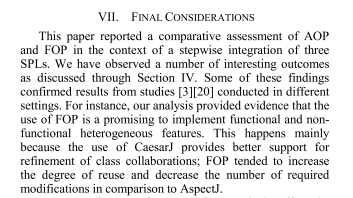 VII. FINAL CONSIDERATIONS
This paper reported a comparative assessment of AOP
and FOP in the context of a stepwise integration of three
SPLs. We have observed a number of interesting outcomes
as discussed through Section IV. Some of these findings
confirmed results from studies [3][20] conducted in different
settings. For instance, our analysis provided evidence that the
use of FOP is a promising to implement functional and non-
functional heterogeneous features. This happens mainly
because the use of CaesarJ provides better support for
refinement of class collaborations; FOP tended to increase
the degree of reuse and decrease the number of required
modifications in comparison to AspectJ.